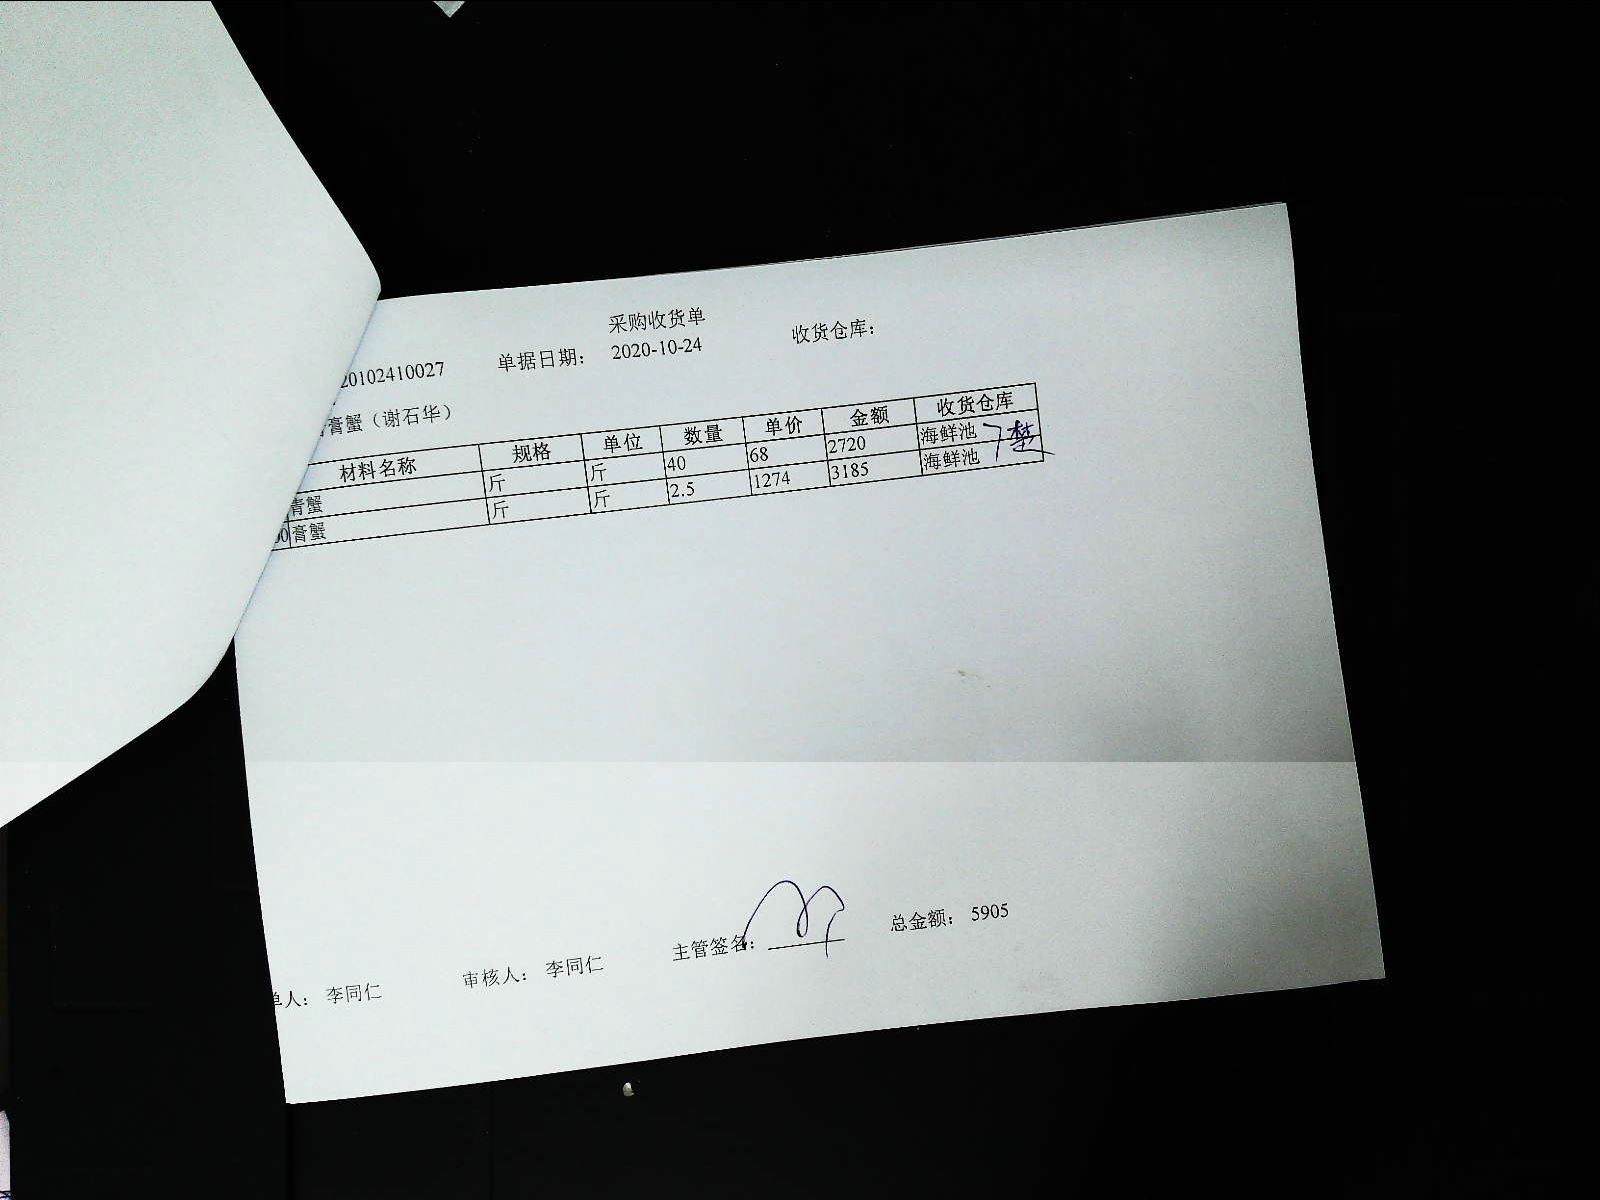 采购收货单
20102410027 单据日期： 2020-10-24 收货仓库：
膏蟹（谢石华）
材料名称 规格 单位 数量 单价 金额 收货仓库
青蟹 斤 斤 40 68 2720 海鲜池
00 膏蟹 斤 斤 2.5 1274 3185 海鲜池
单人： 李同仁 审核人： 李同仁 主管签名： 总金额： 5905